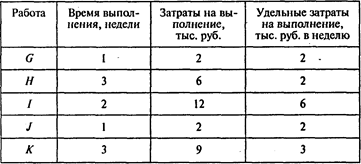 Работа Время выпол- Затраты на вы- Удельные затраты
нения, недели полнение, на выполнение,
тыс. руб. тыс. руб. в неделю
G 1 2 2
H 3 6 2
I 2 12 6
J 1 2 2
K 3 9 3